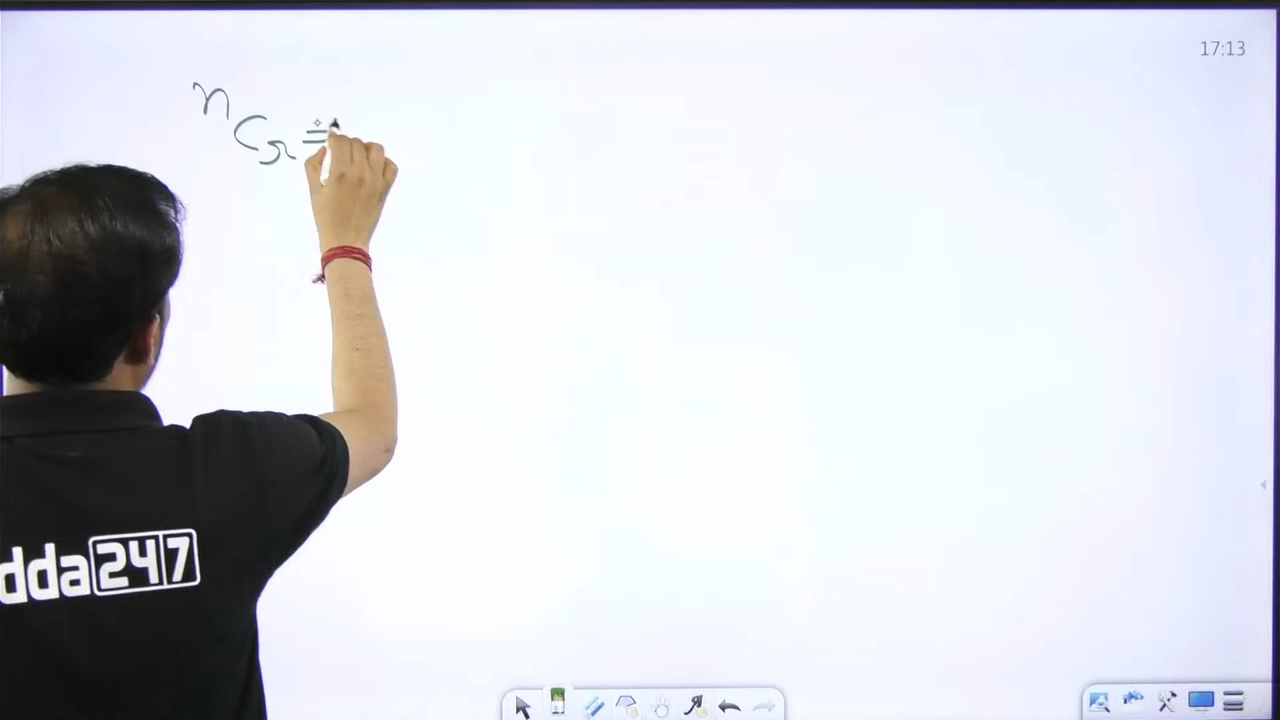 17:13
ⁿCᵣ =
dda247